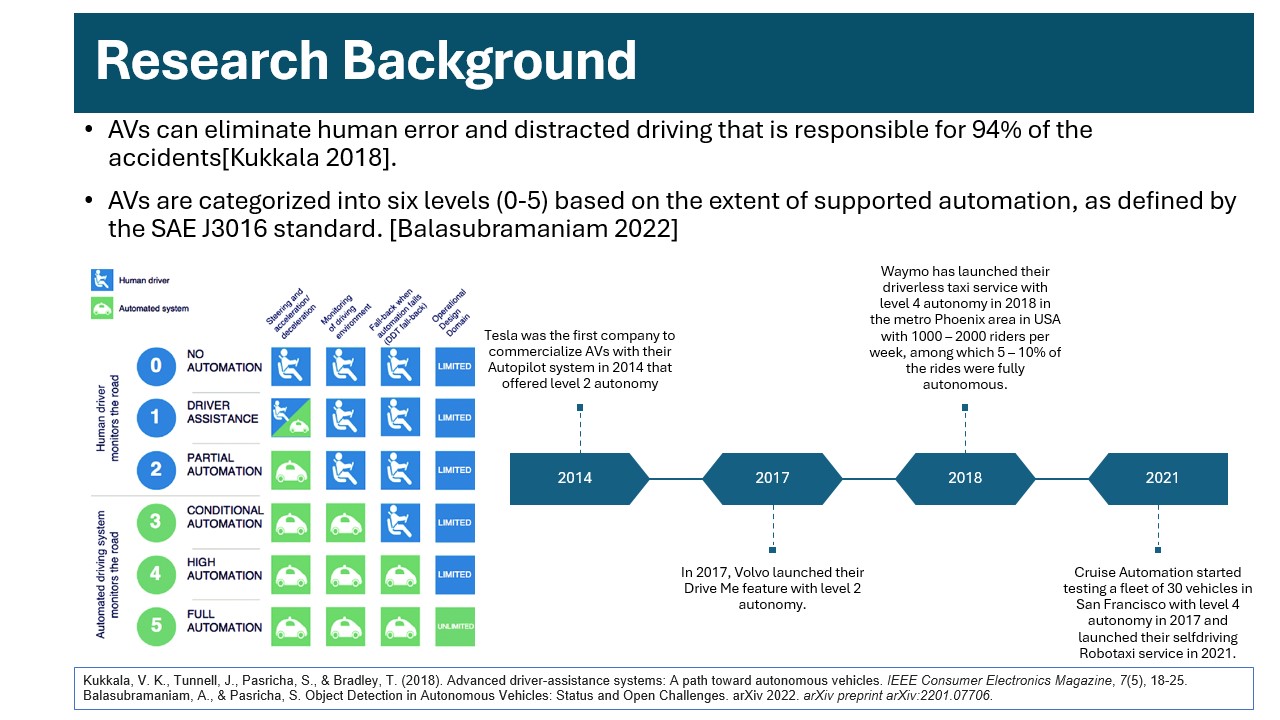 Research Background
• AVs can eliminate human error and distracted driving that is responsible for 94% of the
accidents[Kukkala 2018].
• AVs are categorized into six levels (0-5) based on the extent of supported automation, as defined by
the SAE J3016 standard. [Balasubramaniam 2022]
Human driver
Automated system
Steering and
acceleration/
deceleration
Monitoring
of driving
environment
Fall-back when
automation fails
(DDT fall-back)
Operational
Design
Domain
Human driver
monitors the road
0
NO
AUTOMATION
LIMITED
1
DRIVER
ASSISTANCE
LIMITED
2
PARTIAL
AUTOMATION
LIMITED
Automated driving system
monitors the road
3
CONDITIONAL
AUTOMATION
LIMITED
4
HIGH
AUTOMATION
LIMITED
5
FULL
AUTOMATION
UNLIMITED
Tesla was the first company to
commercialize AVs with their
Autopilot system in 2014 that
offered level 2 autonomy
Waymo has launched their
driverless taxi service with
level 4 autonomy in 2018 in
the metro Phoenix area in USA
with 1000 – 2000 riders per
week, among which 5 – 10% of
the rides were fully
autonomous.
2014
2017
2018
2021
In 2017, Volvo launched their
Drive Me feature with level 2
autonomy.
Cruise Automation started
testing a fleet of 30 vehicles in
San Francisco with level 4
autonomy in 2017 and
launched their selfdriving
Robotaxi service in 2021.
Kukkala, V. K., Tunnell, J., Pasricha, S., & Bradley, T. (2018). Advanced driver-assistance systems: A path toward autonomous vehicles. IEEE Consumer Electronics Magazine, 7(5), 18-25.
Balasubramaniam, A., & Pasricha, S. Object Detection in Autonomous Vehicles: Status and Open Challenges. arXiv 2022. arXiv preprint arXiv:2201.07706.